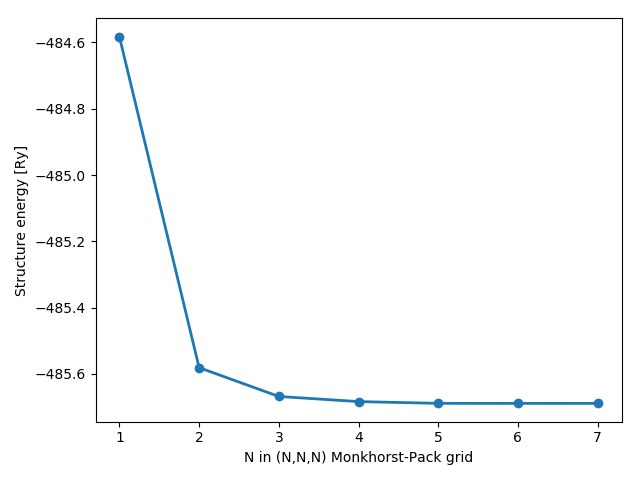 −484.6
−484.8
−485.0
−485.2
−485.4
−485.6
Structure energy [Ry]
1 2 3 4 5 6 7
N in (N,N,N) Monkhorst-Pack grid